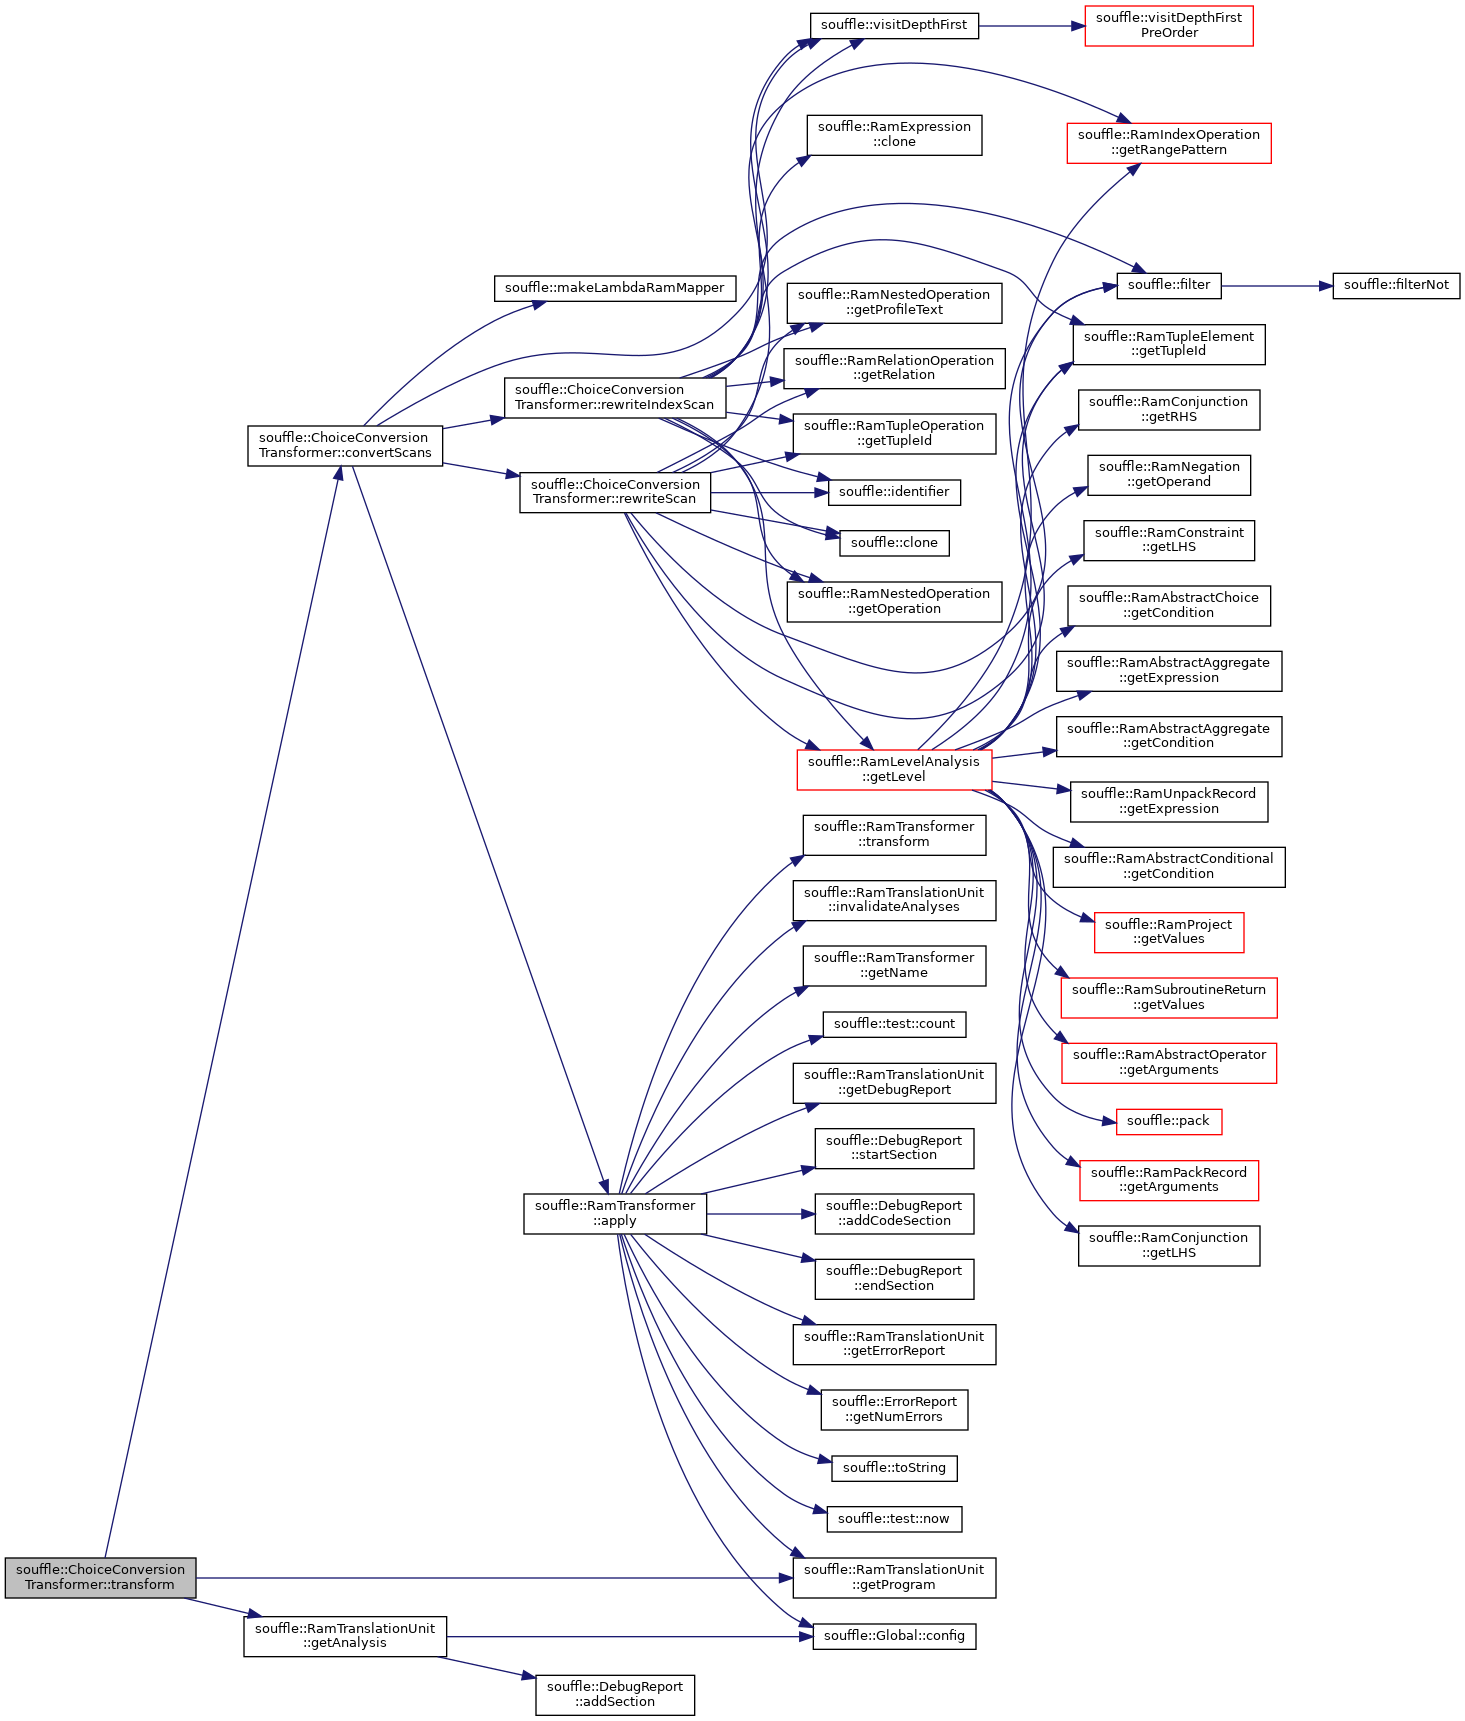 souffle::visitDepthFirst
souffle::visitDepthFirst
PreOrder
souffle::RamExpression
::clone
souffle::RamIndexOperation
::getRangePattern
souffle::makeLambdaRamMapper
souffle::RamNestedOperation
::getProfileText
souffle::filter
souffle::filterNot
souffle::RamTupleElement
::getTupleId
souffle::RamRelationOperation
::getRelation
souffle::ChoiceConversion
Transformer::rewriteIndexScan
souffle::RamConjunction
::getRHS
souffle::RamTupleOperation
::getTupleId
souffle::ChoiceConversion
Transformer::convertScans
souffle::RamNegation
::getOperand
souffle::ChoiceConversion
Transformer::rewriteScan
souffle::identifier
souffle::clone
souffle::RamConstraint
::getLHS
souffle::RamNestedOperation
::getOperation
souffle::RamAbstractChoice
::getCondition
souffle::RamAbstractAggregate
::getExpression
souffle::RamAbstractAggregate
::getCondition
souffle::RamLevelAnalysis
::getLevel
souffle::RamUnpackRecord
::getExpression
souffle::RamTransformer
::transform
souffle::RamAbstractConditional
::getCondition
souffle::RamTranslationUnit
::invalidateAnalyses
souffle::RamProject
::getValues
souffle::RamTransformer
::getName
souffle::RamSubroutineReturn
::getValues
souffle::test::count
souffle::RamAbstractOperator
::getArguments
souffle::RamTranslationUnit
::getDebugReport
souffle::pack
souffle::DebugReport
::startSection
souffle::RamPackRecord
::getArguments
souffle::RamTransformer
::apply
souffle::DebugReport
::addCodeSection
souffle::RamConjunction
::getLHS
souffle::DebugReport
::endSection
souffle::RamTranslationUnit
::getErrorReport
souffle::ErrorReport
::getNumErrors
souffle::toString
souffle::test::now
souffle::ChoiceConversion
Transformer::transform
souffle::RamTranslationUnit
::getProgram
souffle::RamTranslationUnit
::getAnalysis
souffle::Global::config
souffle::DebugReport
::addSection